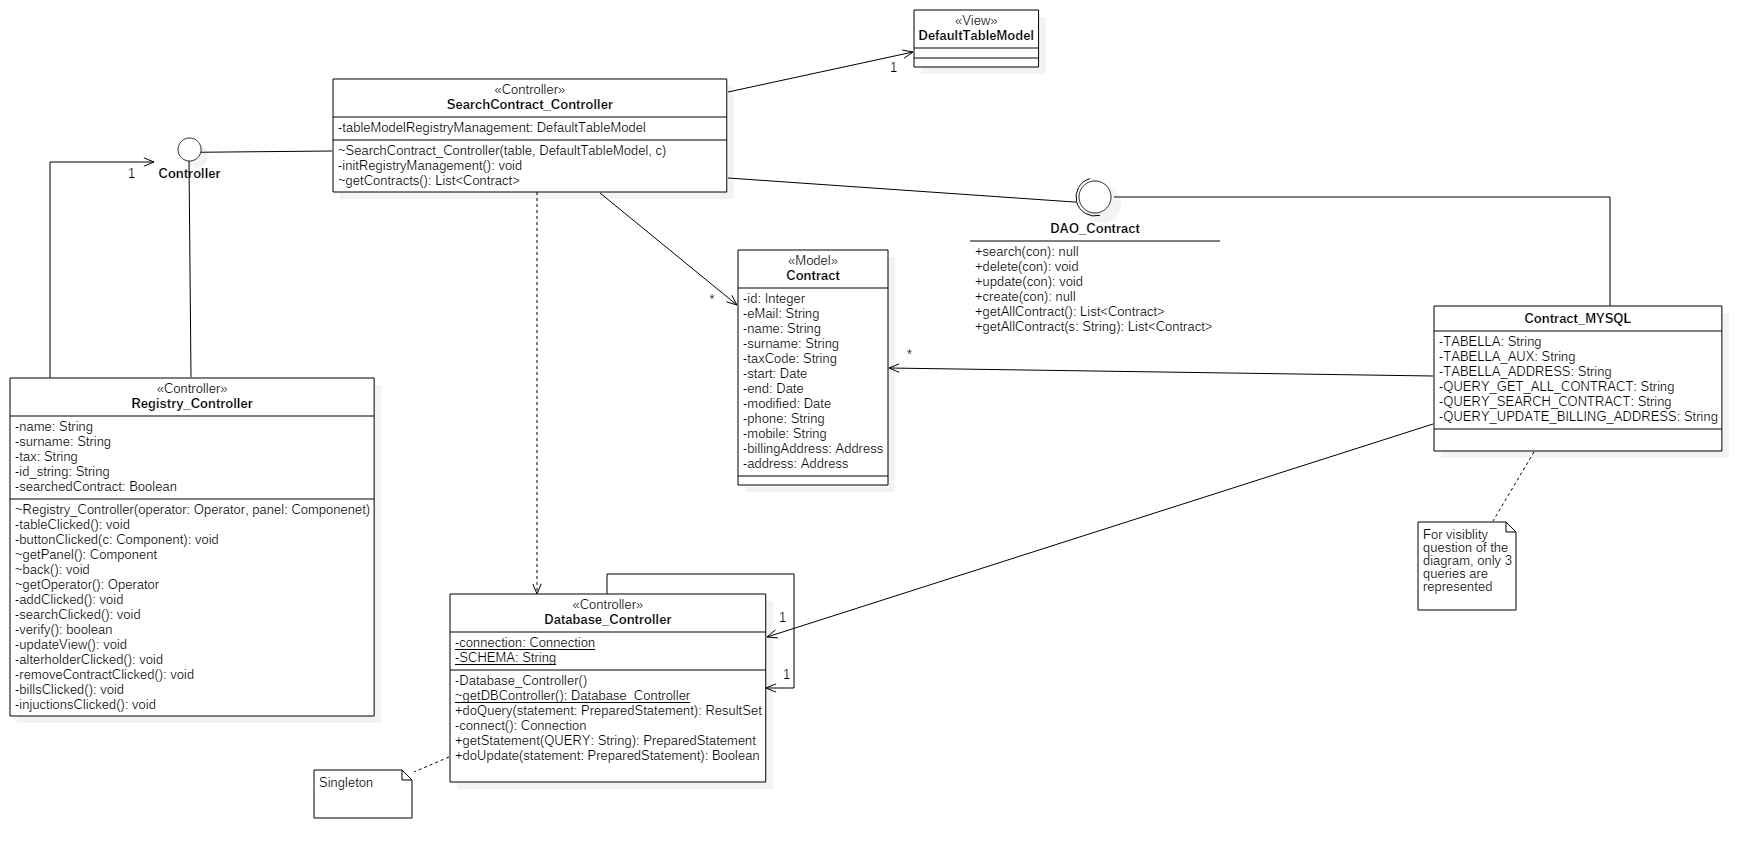 «View»
DefaultTableModel
1
«Controller»
SearchContract_Controller
-tableModelRegistryManagement: DefaultTableModel
~SearchContract_Controller(table, DefaultTableModel, c)
-initRegistryManagement(): void
~getContracts(): List<Contract>
1
Controller
DAO_Contract
+search(con): null
+delete(con): void
+update(con): void
+create(con): null
+getAllContract(): List<Contract>
+getAllContract(s: String): List<Contract>
«Model»
Contract
-id: Integer
-eMail: String
-name: String
-surname: String
-taxCode: String
-start: Date
-end: Date
-modified: Date
-phone: String
-mobile: String
-billingAddress: Address
-address: Address
*
*
Contract_MYSQL
-TABELLA: String
-TABELLA_AUX: String
-TABELLA_ADDRESS: String
-QUERY_GET_ALL_CONTRACT: String
-QUERY_SEARCH_CONTRACT: String
-QUERY_UPDATE_BILLING_ADDRESS: String
«Controller»
Registry_Controller
-name: String
-surname: String
-tax: String
-id_string: String
-searchedContract: Boolean
~Registry_Controller(operator: Operator, panel: Componenet)
-tableClicked(): void
-buttonClicked(c: Component): void
~getPanel(): Component
~back(): void
~getOperator(): Operator
-addClicked(): void
-searchClicked(): void
-verify(): boolean
-updateView(): void
-alterholderClicked(): void
-removeContractClicked(): void
-billsClicked(): void
-injuctionsClicked(): void
For visiblity
question of the
diagram, only 3
queries are
represented
«Controller»
Database_Controller
-connection: Connection
-SCHEMA: String
-Database_Controller()
~getDBController(): Database_Controller
+doQuery(statement: PreparedStatement): ResultSet
-connect(): Connection
+getStatement(QUERY: String): PreparedStatement
+doUpdate(statement: PreparedStatement): Boolean
1
1
Singleton